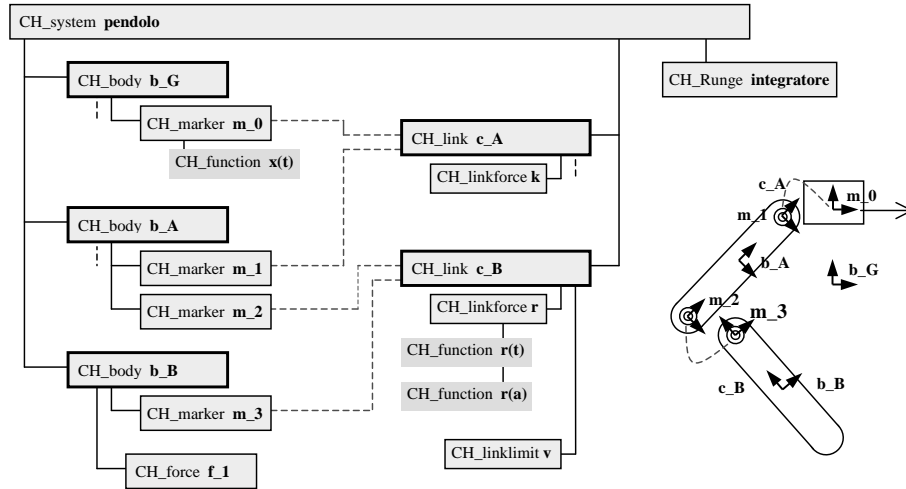 CH_system pendolo
CH_body b_G
CH_Runge integratore
CH_marker m_0
CH_link c_A
CH_function x(t)
CH_linkforce k
CH_body b_A
CH_marker m_1
CH_link c_B
CH_marker m_2
CH_linkforce r
CH_function r(t)
CH_body b_B
CH_function r(a)
CH_marker m_3
CH_linklimit v
CH_force f_1
c_A
m_0
m_1
b_A
b_G
m_2
m_3
c_B
b_B